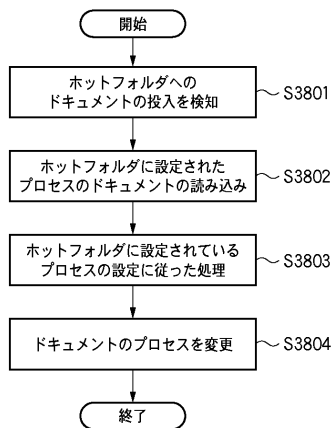 開始
ホットフォルダへの
ドキュメントの投入を検知
S3801
ホットフォルダに設定された
プロセスのドキュメントの読み込み
S3802
ホットフォルダに設定されている
プロセスの設定に従った処理
S3803
ドキュメントのプロセスを変更
S3804
終了